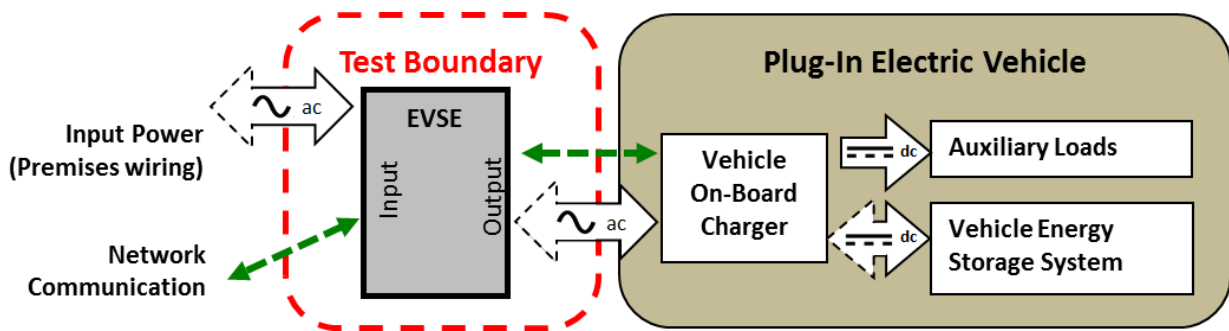 Test Boundary
Plug-In Electric Vehicle
ac
EVSE
Input Power
(Premises wiring)
Input
Output
Vehicle
On-Board
Charger
dc
Auxiliary Loads
ac
dc
Vehicle Energy
Storage System
Network
Communication